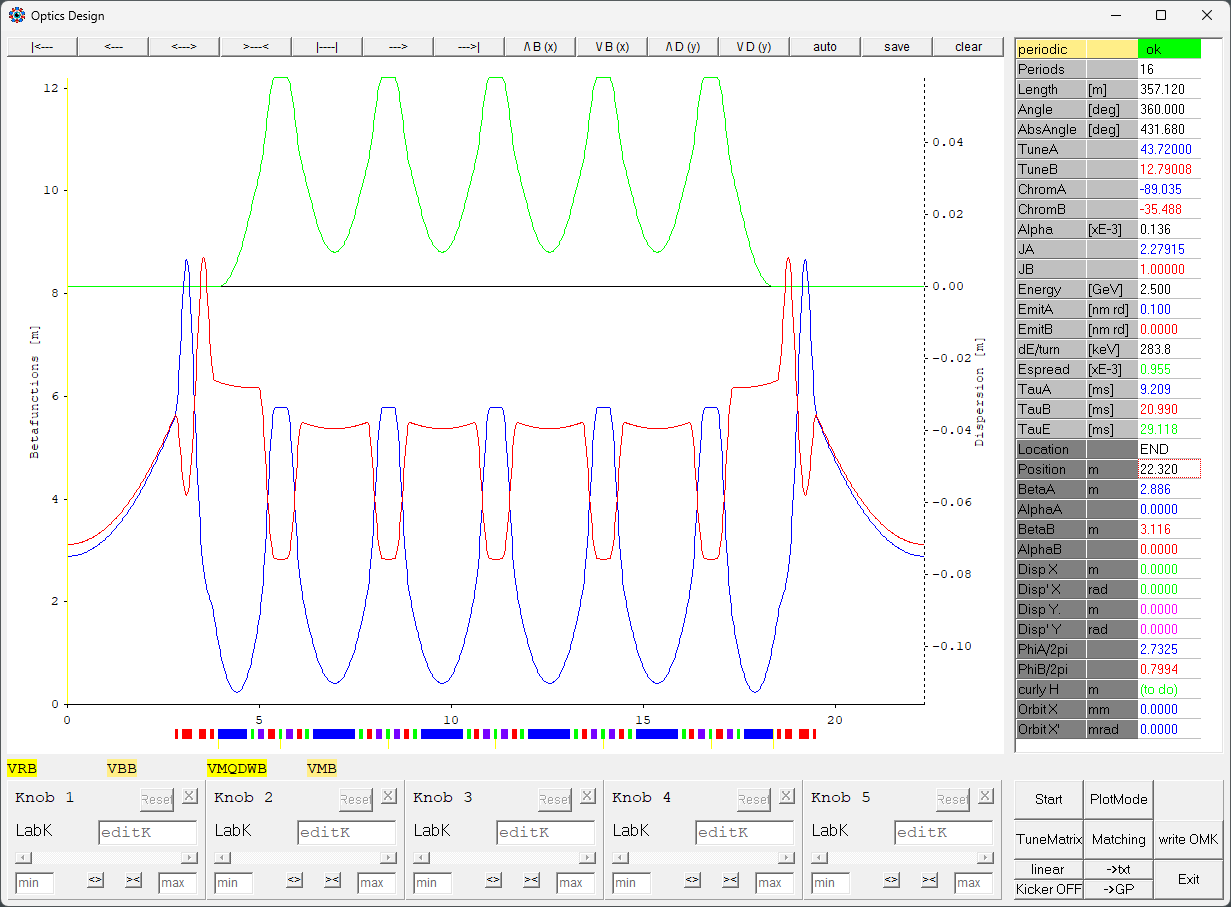 Optics Design
|<--- <--- <---> >---< |----| ---> --->| /\ B (x) \/ B (x) /\ D (y) \/ D (y) auto save clear
periodic ok
Periods 16
Length [m] 357.120
Angle [deg] 360.000
AbsAngle [deg] 431.680
TuneA 43.72000
TuneB 12.79008
ChromA -89.035
ChromB -35.488
Alpha [xE-3] 0.136
JA 2.27915
JB 1.00000
Energy [GeV] 2.500
EmitA [nm rd] 0.100
EmitB [nm rd] 0.0000
dE/turn [keV] 283.8
Espread [xE-3] 0.955
TauA [ms] 9.209
TauB [ms] 20.990
TauE [ms] 29.118
Location END
Position m 22.320
BetaA m 2.886
AlphaA 0.0000
BetaB m 3.116
AlphaB 0.0000
Disp X m 0.0000
Disp' X rad 0.0000
Disp Y. m 0.0000
Disp' Y rad 0.0000
PhiA/2pi 2.7325
PhiB/2pi 0.7994
curly H m (to do)
Orbit X mm 0.0000
Orbit X' mrad 0.0000
Betafunctions [m]
12
10
8
6
4
2
0
0 5 10 15 20
Dispersion [m]
0.04
0.02
0.00
-0.02
-0.04
-0.06
-0.08
-0.10
VRB VBB VMQDWB VMB
Knob 1 Reset X
LabK editK
min <> >< max
Knob 2 Reset X
LabK editK
min <> >< max
Knob 3 Reset X
LabK editK
min <> >< max
Knob 4 Reset X
LabK editK
min <> >< max
Knob 5 Reset X
LabK editK
min <> >< max
Start PlotMode
TuneMatrix Matching write OMK
linear ->txt
Kicker OFF ->GP Exit